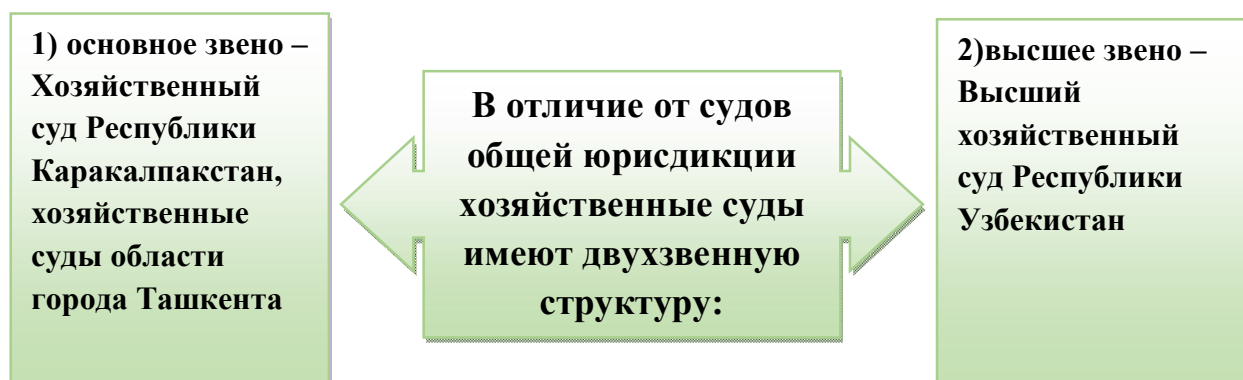 1) основное звено –
Хозяйственный
суд Республики
Каракалпакстан,
хозяйственные
суды области
города Ташкента
В отличие от судов
общей юрисдикции
хозяйственные суды
имеют двухзвенную
структуру:
2)высшее звено –
Высший
хозяйственный
суд Республики
Узбекистан